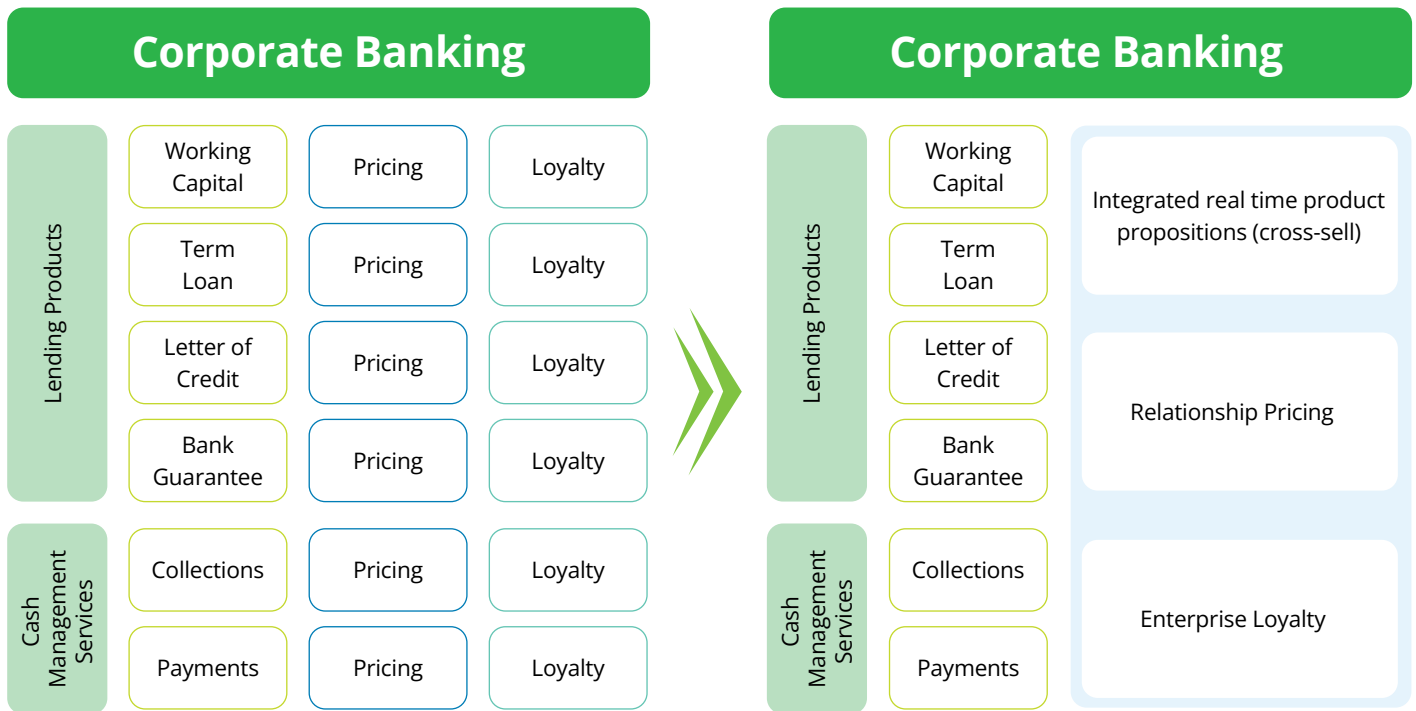 Corporate Banking
Lending Products
Working
Capital
Pricing
Loyalty
Term
Loan
Pricing
Loyalty
Letter of
Credit
Pricing
Loyalty
Bank
Guarantee
Pricing
Loyalty
Cash
Management
Services
Collections
Pricing
Loyalty
Payments
Pricing
Loyalty
Corporate Banking
Lending Products
Working
Capital
Term
Loan
Letter of
Credit
Bank
Guarantee
Cash
Management
Services
Collections
Payments
Integrated real time product
propositions (cross-sell)
Relationship Pricing
Enterprise Loyalty